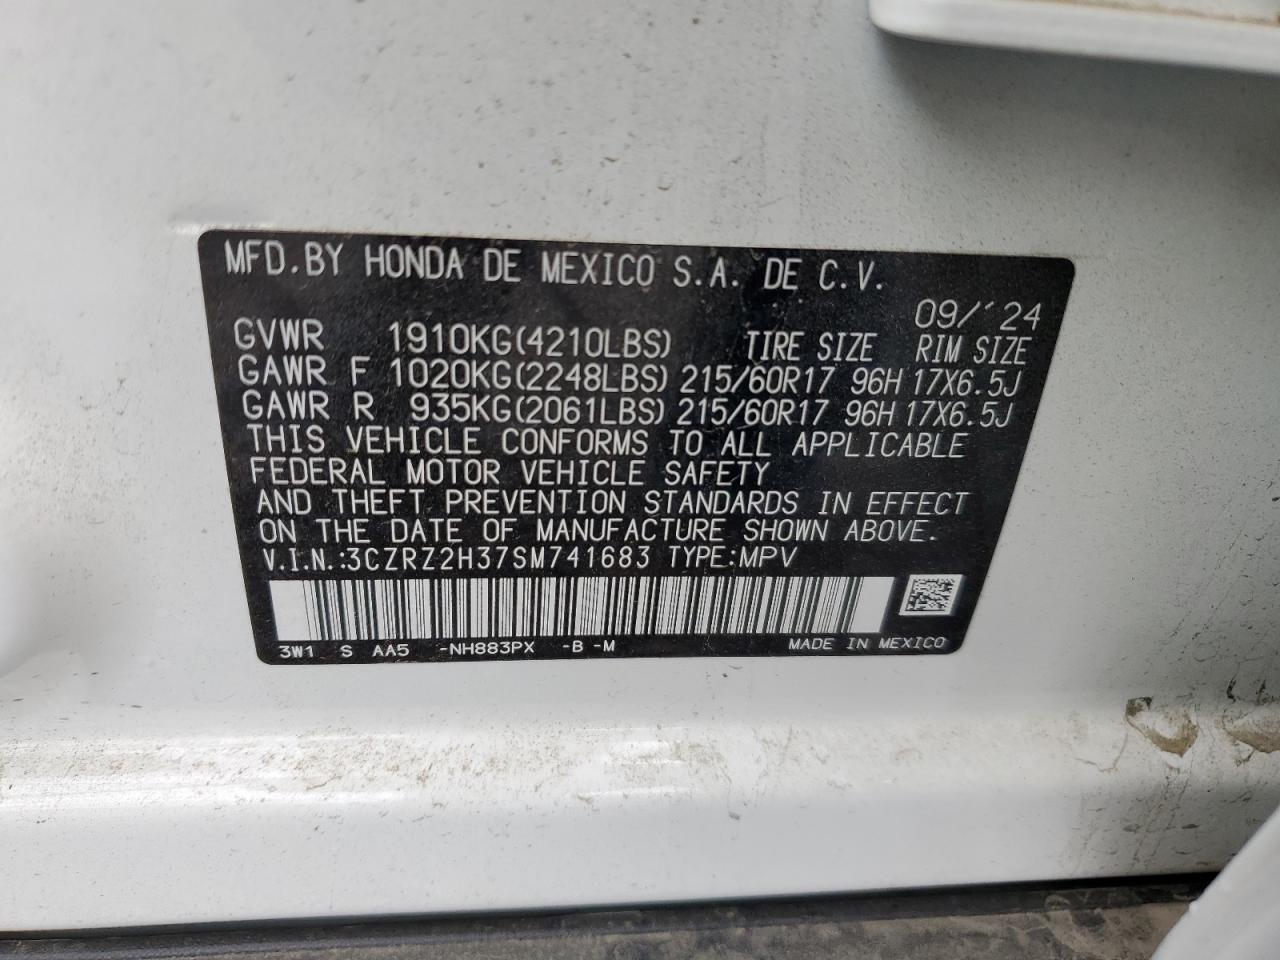 MFD.BY HONDA DE MEXICO S.A. DE C.V.
09/'24
GVWR 1910KG(4210LBS) TIRE SIZE RIM SIZE
GAWR F 1020KG(2248LBS) 215/60R17 96H 17X6.5J
GAWR R 935KG(2061LBS) 215/60R17 96H 17X6.5J
THIS VEHICLE CONFORMS TO ALL APPLICABLE
FEDERAL MOTOR VEHICLE SAFETY
AND THEFT PREVENTION STANDARDS IN EFFECT
ON THE DATE OF MANUFACTURE SHOWN ABOVE.
V.I.N.:3CZRZ2H37SM741683 TYPE:MPV
3W1 S AA5 -NH883PX -B -M MADE IN MEXICO